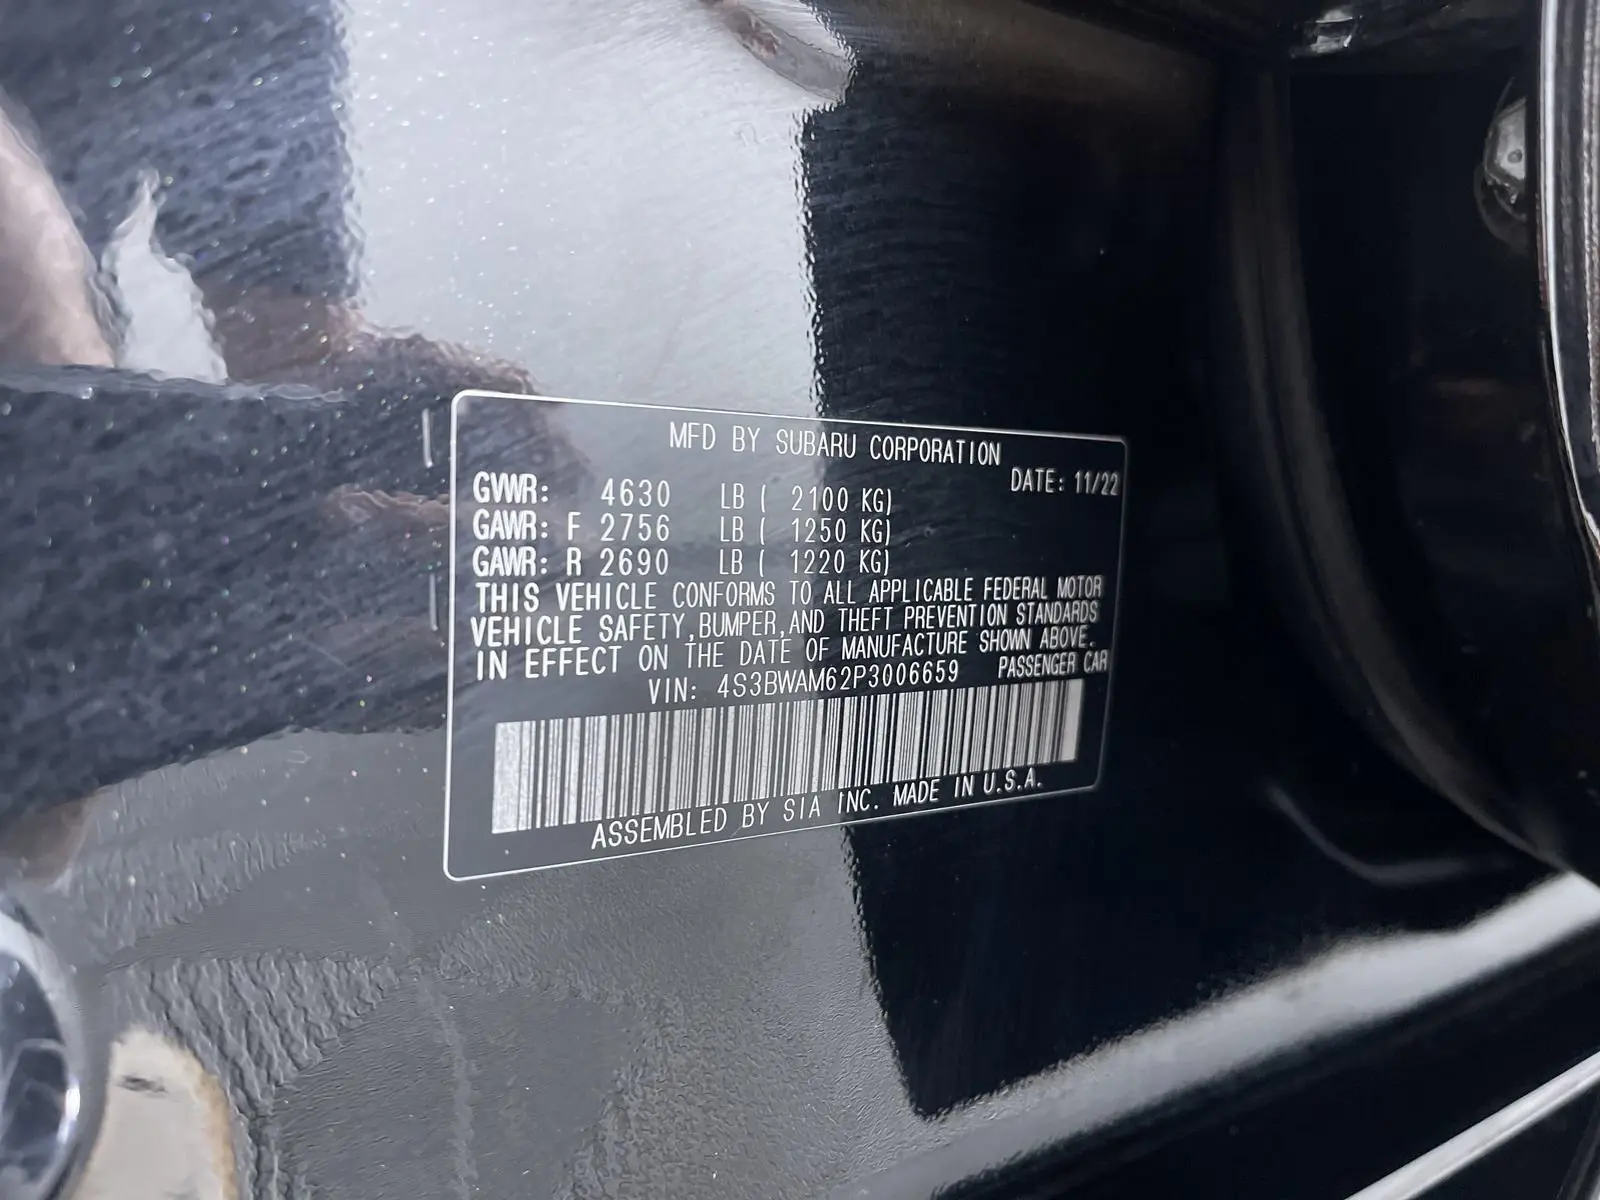 MFD BY SUBARU CORPORATION
DATE: 11/22
GVWR: 4630 LB ( 2100 KG)
GAWR: F 2756 LB ( 1250 KG)
GAWR: R 2690 LB ( 1220 KG)
THIS VEHICLE CONFORMS TO ALL APPLICABLE FEDERAL MOTOR
VEHICLE SAFETY,BUMPER,AND THEFT PREVENTION STANDARDS
IN EFFECT ON THE DATE OF MANUFACTURE SHOWN ABOVE.
VIN: 4S3BWAM62P3006659 PASSENGER CAR
ASSEMBLED BY SIA INC. MADE IN U.S.A.